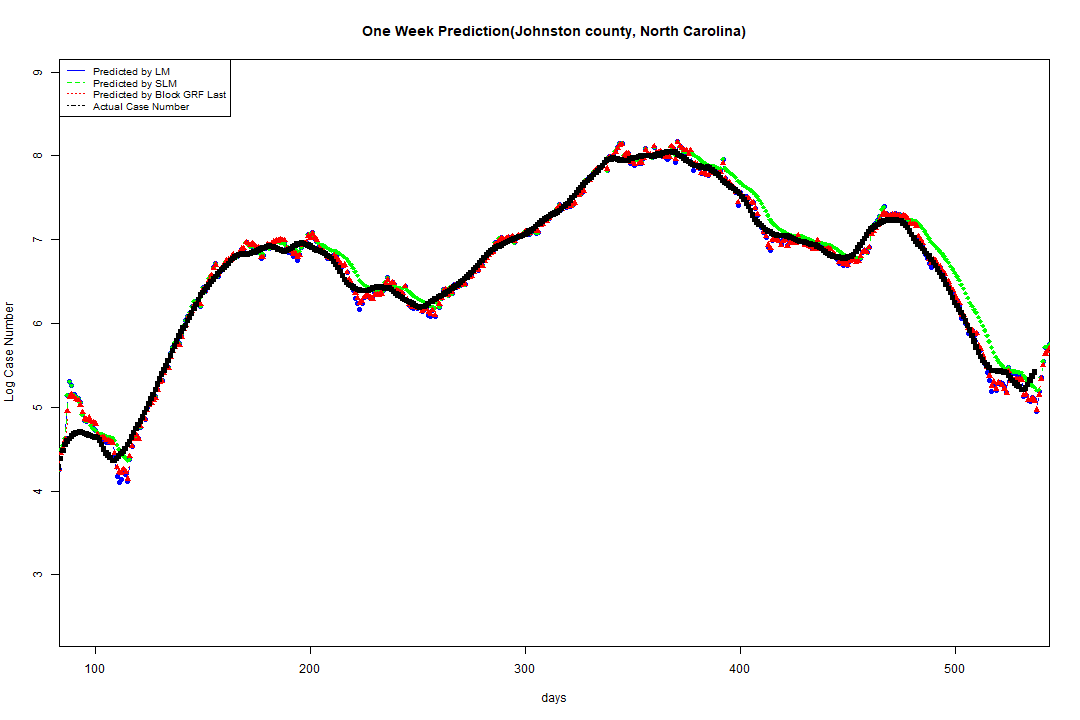 One Week Prediction(Johnston county, North Carolina)
Predicted by LM
Predicted by SLM
Predicted by Block GRF Last
Actual Case Number
9
8
7
6
5
4
3
Log Case Number
100 200 300 400 500
days